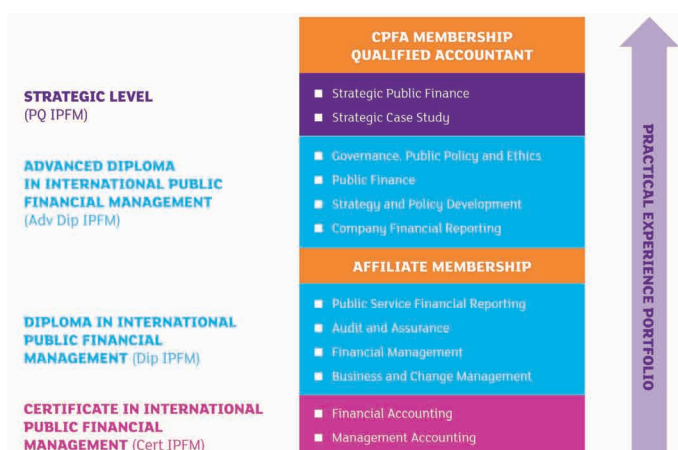 CPFA MEMBERSHIP
QUALIFIED ACCOUNTANT
STRATEGIC LEVEL
(PQ IPFM)
Strategic Public Finance
Strategic Case Study
ADVANCED DIPLOMA
IN INTERNATIONAL PUBLIC
FINANCIAL MANAGEMENT
(Adv Dip IPFM)
Governance, Public Policy and Ethics
Public Finance
Strategy and Policy Development
Company Financial Reporting
AFFILIATE MEMBERSHIP
DIPLOMA IN INTERNATIONAL
PUBLIC FINANCIAL
MANAGEMENT (Dip IPFM)
Public Service Financial Reporting
Audit and Assurance
Financial Management
Business and Change Management
CERTIFICATE IN INTERNATIONAL
PUBLIC FINANCIAL
MANAGEMENT (Cert IPFM)
Financial Accounting
Management Accounting
PRACTICAL EXPERIENCE PORTFOLIO